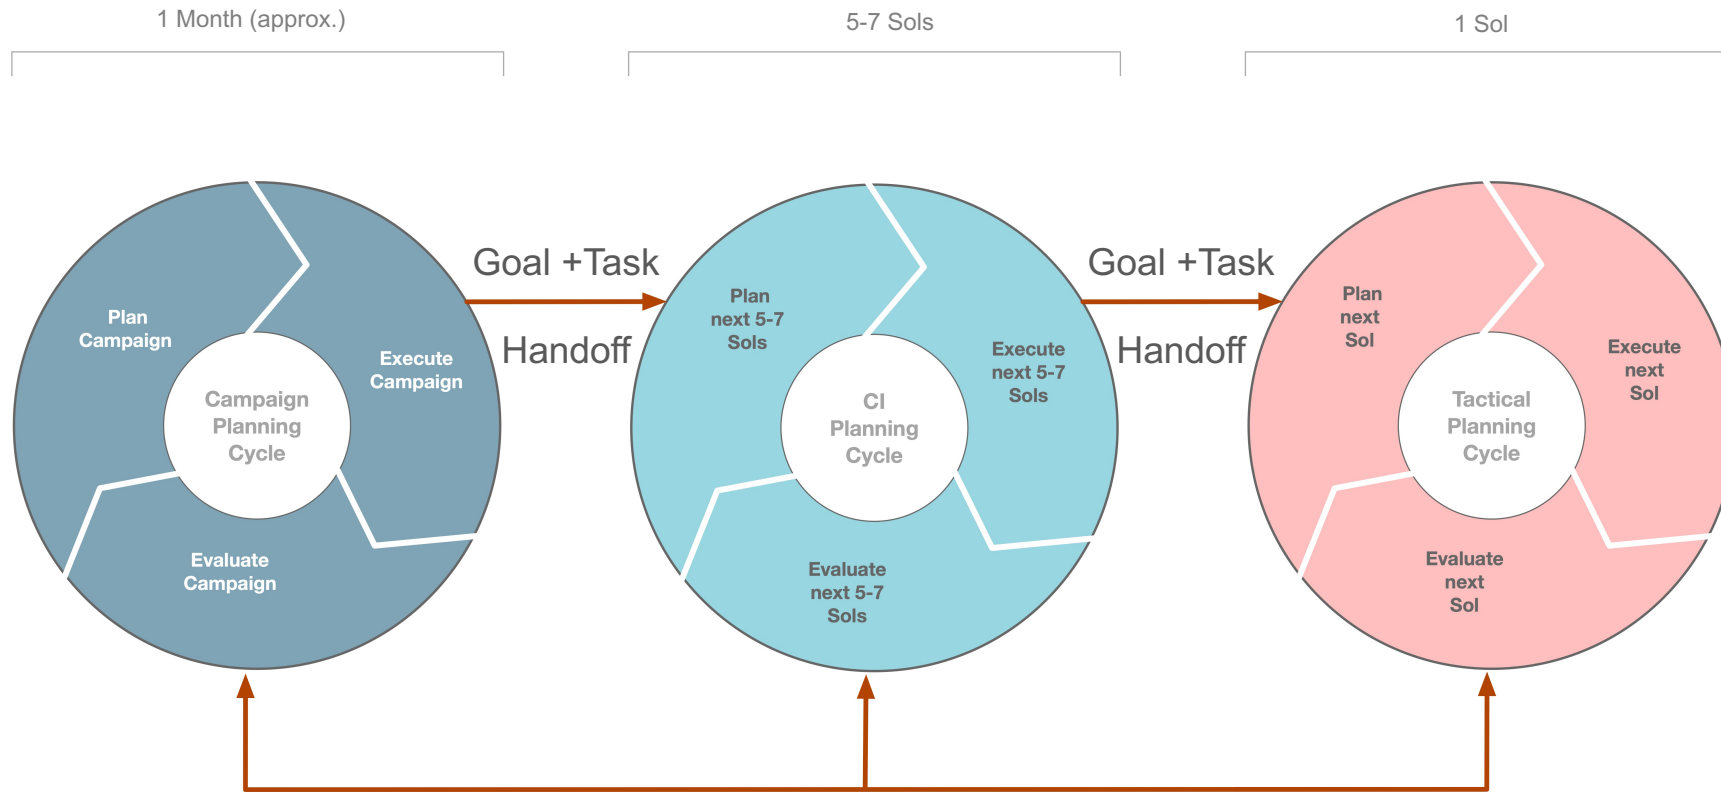 1 Month (approx.)
5-7 Sols
1 Sol
Plan
Campaign
Execute
Campaign
Evaluate
Campaign
Campaign
Planning
Cycle
Goal +Task
Handoff
Plan
next 5-7
Sols
Execute
next 5-7
Sols
Evaluate
next 5-7
Sols
CI
Planning
Cycle
Goal +Task
Handoff
Plan
next
Sol
Execute
next
Sol
Evaluate
next
Sol
Tactical
Planning
Cycle